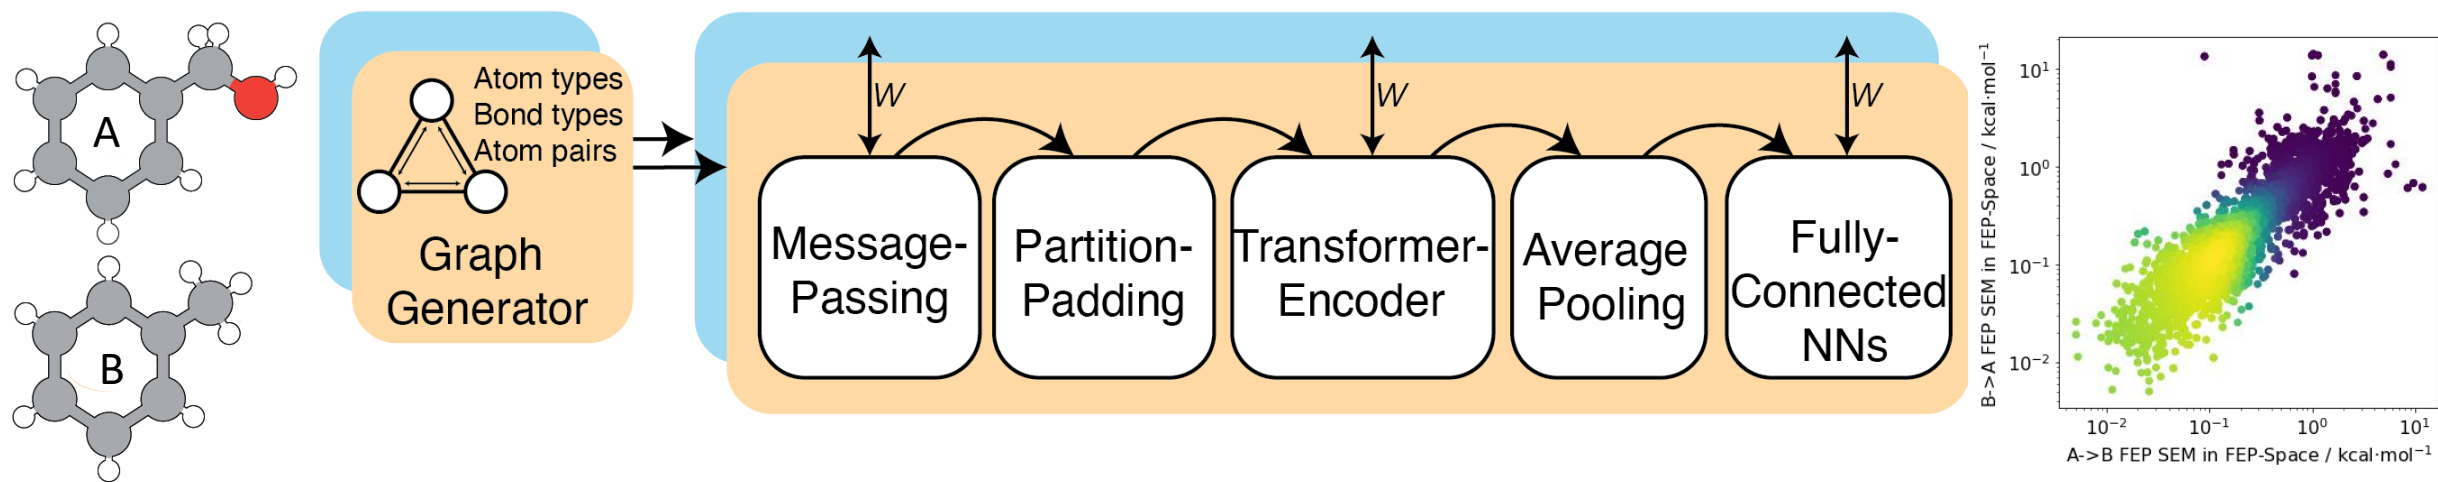 A
B
Atom types
Bond types
Atom pairs
Graph
Generator
W
W
W
Message-
Passing
Partition-
Padding
Transformer-
Encoder
Average
Pooling
Fully-
Connected
NNs
B->A FEP SEM in FEP-Space / kcal·mol⁻¹
10¹
10⁰
10⁻¹
10⁻²
10⁻² 10⁻¹ 10⁰ 10¹
A->B FEP SEM in FEP-Space / kcal·mol⁻¹